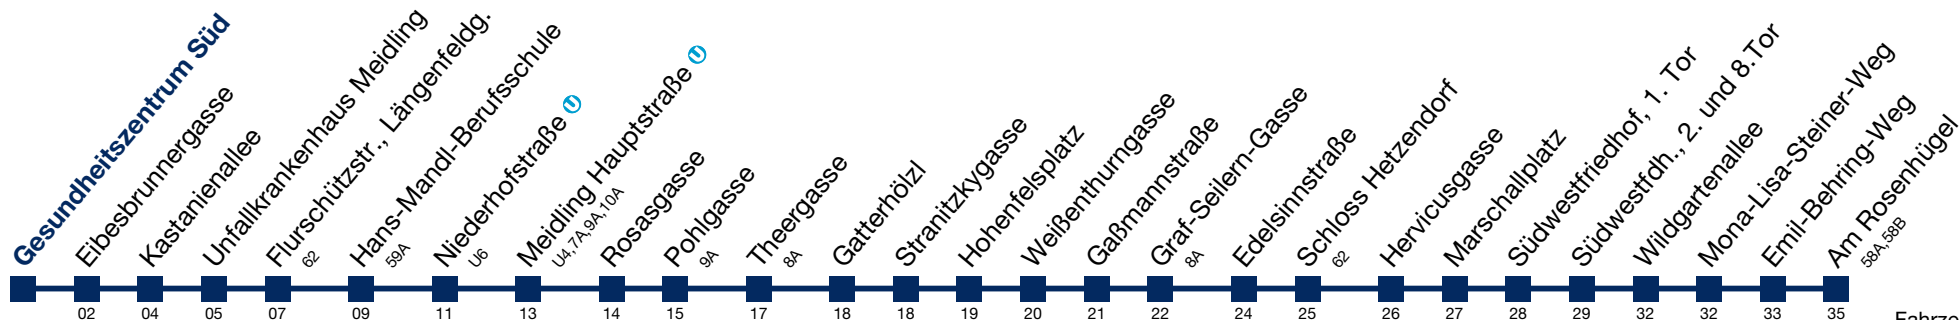 Gesundheitszentrum Süd
Eibesbrunnergasse
Kastanienallee
Unfallkrankenhaus Meidling
Flurschützstr., Längenfeldg.
62
Hans-Mandl-Berufsschule
59A
Niederhofstraße U
U6
Meidling Hauptstraße U
U4,7A,9A,10A
Rosasgasse
Pohlgasse
9A
Theergasse
8A
Gatterhölzl
Stranitzkygasse
Hohenfelsplatz
Weißenthurngasse
Gaßmannstraße
Graf-Seilern-Gasse
8A
Edelsinnstraße
Schloss Hetzendorf
62
Hervicusgasse
Marschallplatz
Südwestfriedhof, 1. Tor
Südwestfdh., 2. und 8.Tor
Wildgartenallee
Mona-Lisa-Steiner-Weg
Emil-Behring-Weg
Am Rosenhügel
58A,58B
02 04 05 07 09 11 13 14 15 17 18 18 19 20 21 22 24 25 26 27 28 29 32 32 33 35